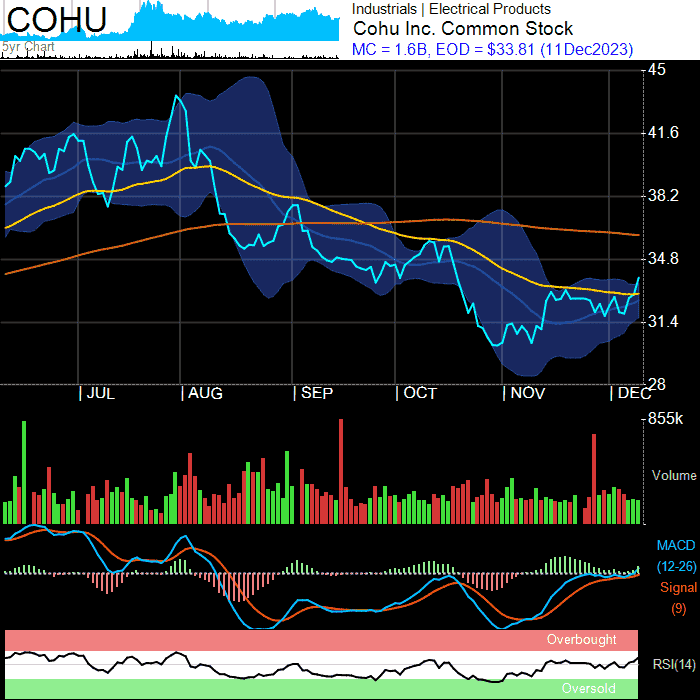 COHU
5yr Chart
Industrials | Electrical Products
Cohu Inc. Common Stock
MC = 1.6B, EOD = $33.81 (11Dec2023)
45
41.6
38.2
34.8
31.4
28
| JUL | AUG | SEP | OCT | NOV | DEC
855k
Volume
MACD
(12-26)
Signal
(9)
Overbought
RSI(14)
Oversold